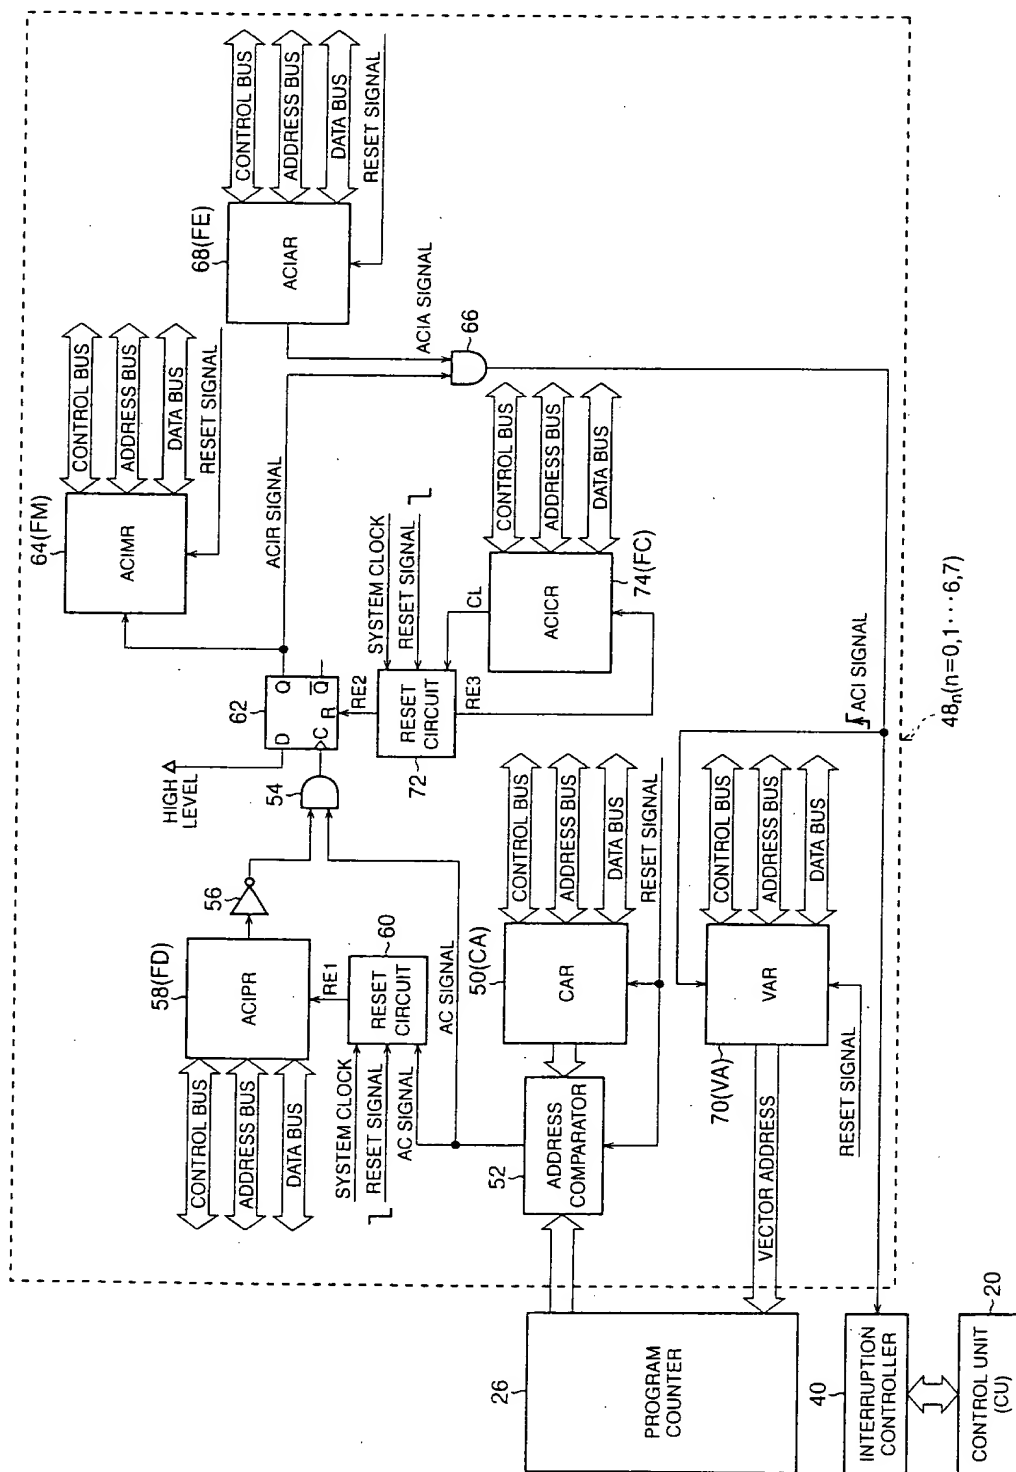 CONTROL BUS
ADDRESS BUS
DATA BUS
58(FD)
ACIPR
RE1
60
RESET
CIRCUIT
SYSTEM CLOCK
RESET SIGNAL
AC SIGNAL
AC SIGNAL
56
54
HIGH
LEVEL
62
D
C
R
Q
Q
RE2
64(FM)
ACIMR
CONTROL BUS
ADDRESS BUS
DATA BUS
RESET SIGNAL
ACIR SIGNAL
68(FE)
ACIAR
CONTROL BUS
ADDRESS BUS
DATA BUS
RESET SIGNAL
ACIA SIGNAL
66
72
RESET
CIRCUIT
SYSTEM CLOCK
RESET SIGNAL
CL
RE3
ACICR
74(FC)
CONTROL BUS
ADDRESS BUS
DATA BUS
52
ADDRESS
COMPARATOR
50(CA)
CAR
CONTROL BUS
ADDRESS BUS
DATA BUS
RESET SIGNAL
70(VA)
VAR
CONTROL BUS
ADDRESS BUS
DATA BUS
RESET SIGNAL
VECTOR ADDRESS
ACI SIGNAL
48n(n=0,1···6,7)
26
PROGRAM
COUNTER
40
INTERRUPTION
CONTROLLER
20
CONTROL UNIT
(CU)